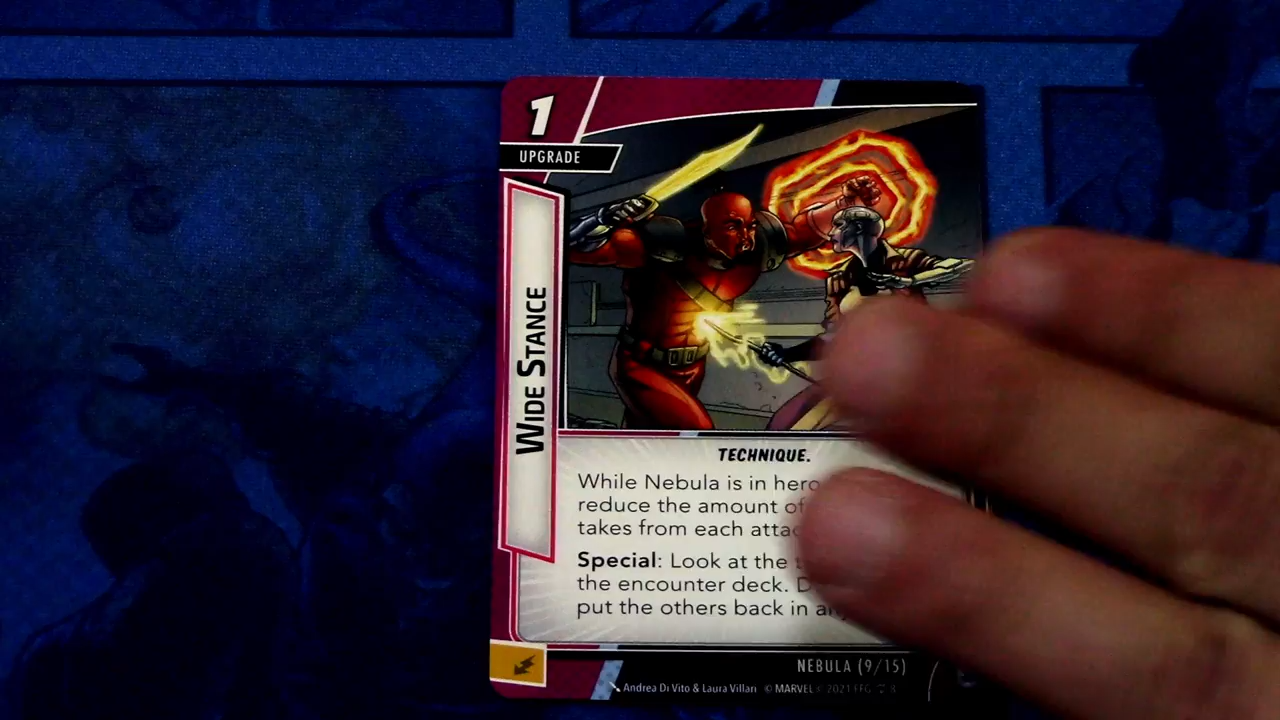 1
UPGRADE
WIDE STANCE
TECHNIQUE.
While Nebula is in hero
reduce the amount of
takes from each
Special: Look at the
the encounter deck.
put the others back in
NEBULA (9/15)
Andrea Di Vito & Laura Villari © MARVEL © 2021 FFG